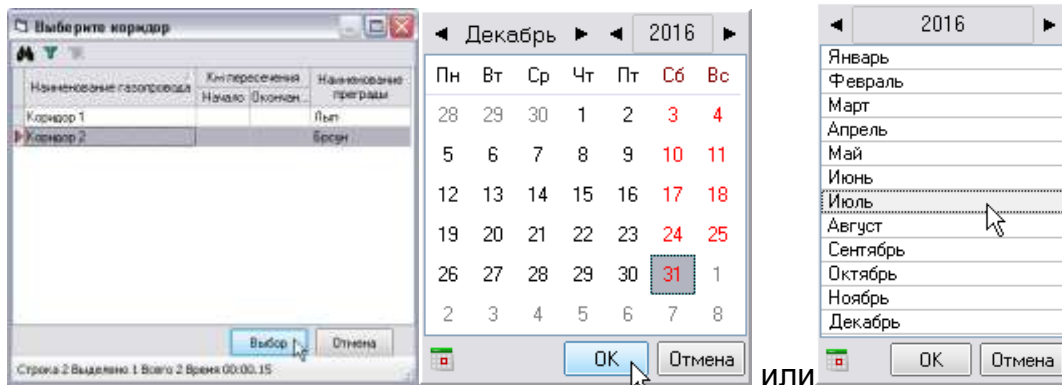 Выберите коридор
Наименование газопровода
Км пересечения
Начало Окончан...
Наименование преграды
Коридор 1
Коридор 2
Выбор Отмена
Строка 2 Выделено 1 Всего 2 Время 00:00.15
Декабрь 2016
Пн Вт Ср Чт Пт Сб Вс
28 29 30 1 2 3 4
5 6 7 8 9 10 11
12 13 14 15 16 17 18
19 20 21 22 23 24 25
26 27 28 29 30 31 1
2 3 4 5 6 7 8
OK Отмена
или
2016
Январь
Февраль
Март
Апрель
Май
Июнь
Июль
Август
Сентябрь
Октябрь
Ноябрь
Декабрь
OK Отмена